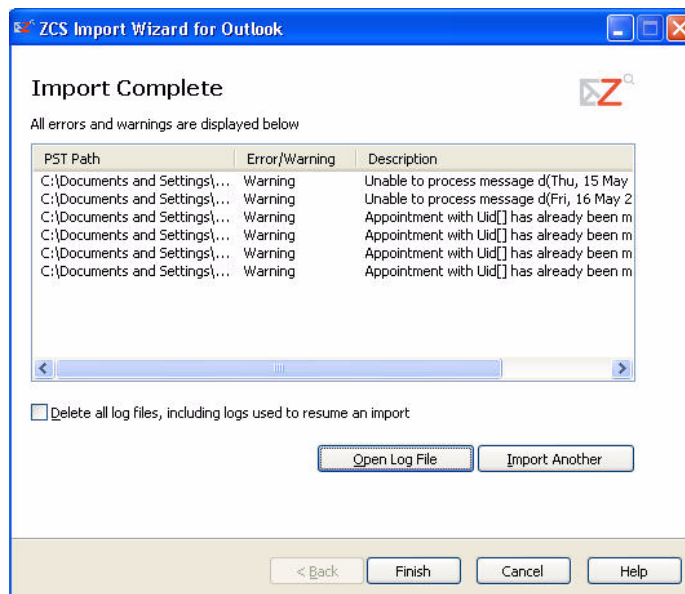 ZCS Import Wizard for Outlook
Import Complete
Z
All errors and warnings are displayed below
PST Path Error/Warning Description
C:\Documents and Settings\... Warning Unable to process message d(Thu, 15 May
C:\Documents and Settings\... Warning Unable to process message d(Fri, 16 May 2
C:\Documents and Settings\... Warning Appointment with Uid[] has already been m
C:\Documents and Settings\... Warning Appointment with Uid[] has already been m
C:\Documents and Settings\... Warning Appointment with Uid[] has already been m
C:\Documents and Settings\... Warning Appointment with Uid[] has already been m
Delete all log files, including logs used to resume an import
Open Log File Import Another
< Back Finish Cancel Help